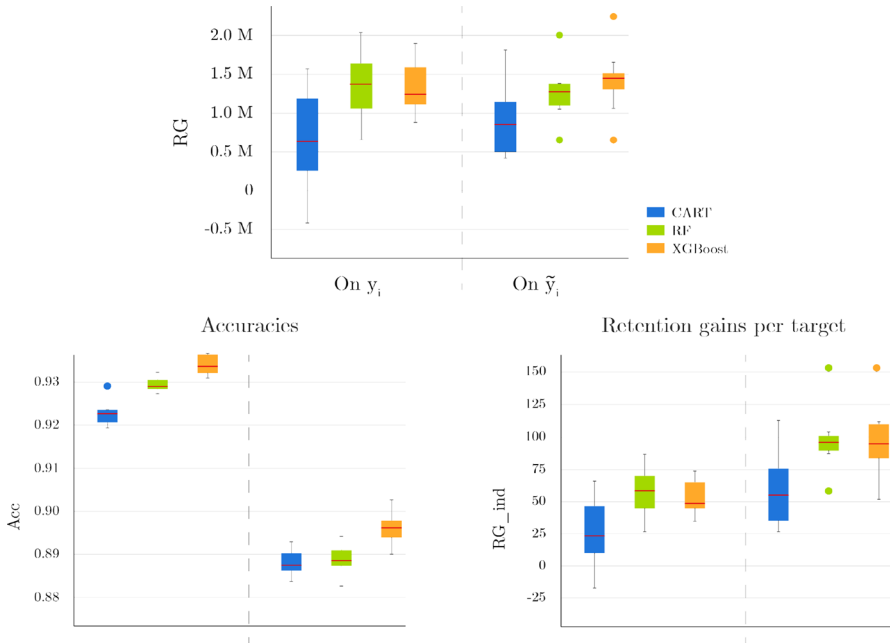 2.0 M
1.5 M
1.0 M
0.5 M
0
-0.5 M
RG
On yᵢ
On ỹᵢ
CART
RF
XGBoost
Accuracies
0.93
0.92
0.91
0.90
0.89
0.88
Acc
Retention gains per target
150
125
100
75
50
25
0
-25
RG_ind